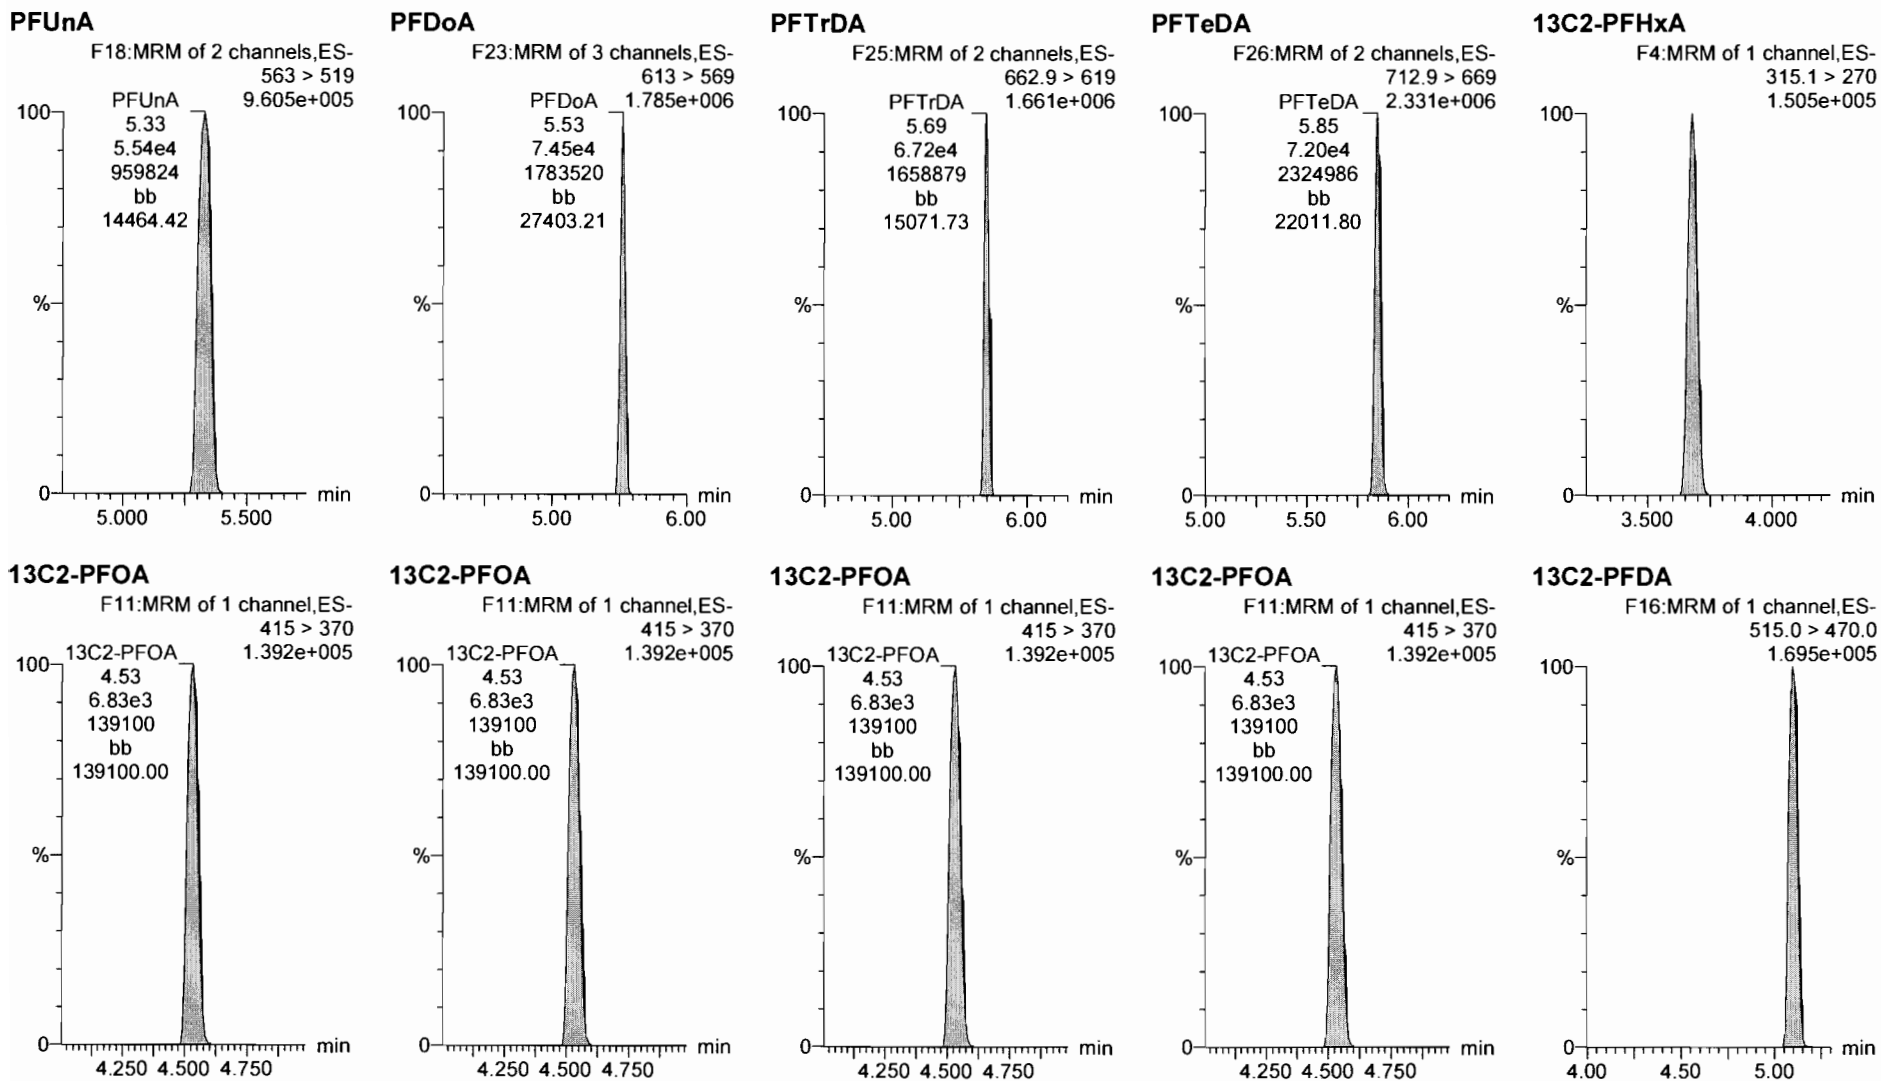 PFUnA
F18:MRM of 2 channels,ES-
563 > 519
9.605e+005
PFUnA
5.33
5.54e4
959824
bb
14464.42
100
%
0
min
5.000 5.500
PFDoA
F23:MRM of 3 channels,ES-
613 > 569
1.785e+006
PFDoA
5.53
7.45e4
1783520
bb
27403.21
100
%
0
min
5.00 6.00
PFTrDA
F25:MRM of 2 channels,ES-
662.9 > 619
1.661e+006
PFTrDA
5.69
6.72e4
1658879
bb
15071.73
100
%
0
min
5.00 6.00
PFTeDA
F26:MRM of 2 channels,ES-
712.9 > 669
2.331e+006
PFTeDA
5.85
7.20e4
2324986
bb
22011.80
100
%
0
min
5.00 5.50 6.00
13C2-PFHxA
F4:MRM of 1 channel,ES-
315.1 > 270
1.505e+005
100
%
0
min
3.500 4.000
13C2-PFOA
F11:MRM of 1 channel,ES-
415 > 370
1.392e+005
13C2-PFOA
4.53
6.83e3
139100
bb
139100.00
100
%
0
min
4.250 4.500 4.750
13C2-PFOA
F11:MRM of 1 channel,ES-
415 > 370
1.392e+005
13C2-PFOA
4.53
6.83e3
139100
bb
139100.00
100
%
0
min
4.250 4.500 4.750
13C2-PFOA
F11:MRM of 1 channel,ES-
415 > 370
1.392e+005
13C2-PFOA
4.53
6.83e3
139100
bb
139100.00
100
%
0
min
4.250 4.500 4.750
13C2-PFOA
F11:MRM of 1 channel,ES-
415 > 370
1.392e+005
13C2-PFOA
4.53
6.83e3
139100
bb
139100.00
100
%
0
min
4.250 4.500 4.750
13C2-PFDA
F16:MRM of 1 channel,ES-
515.0 > 470.0
1.695e+005
100
%
0
min
4.00 4.50 5.00